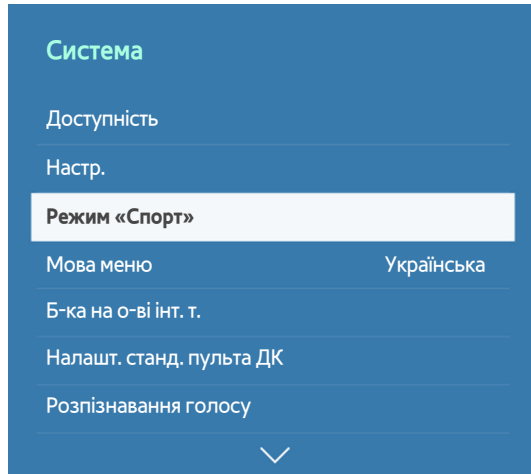 Система
Доступність
Настр.
Режим «Спорт»
Мова меню Українська
Б-ка на о-ві інт. т.
Налашт. станд. пульта ДК
Розпізнавання голосу